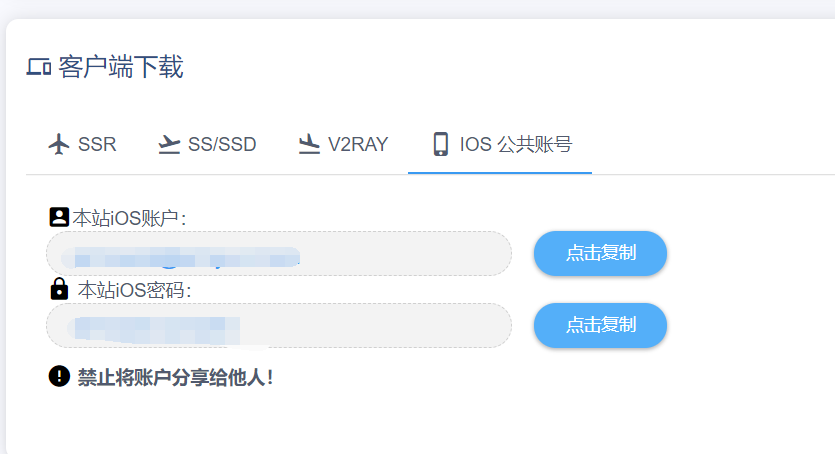 客户端下载
SSR SS/SSD V2RAY IOS 公共账号
本站iOS账户：
点击复制
本站iOS密码：
点击复制
禁止将账户分享给他人！